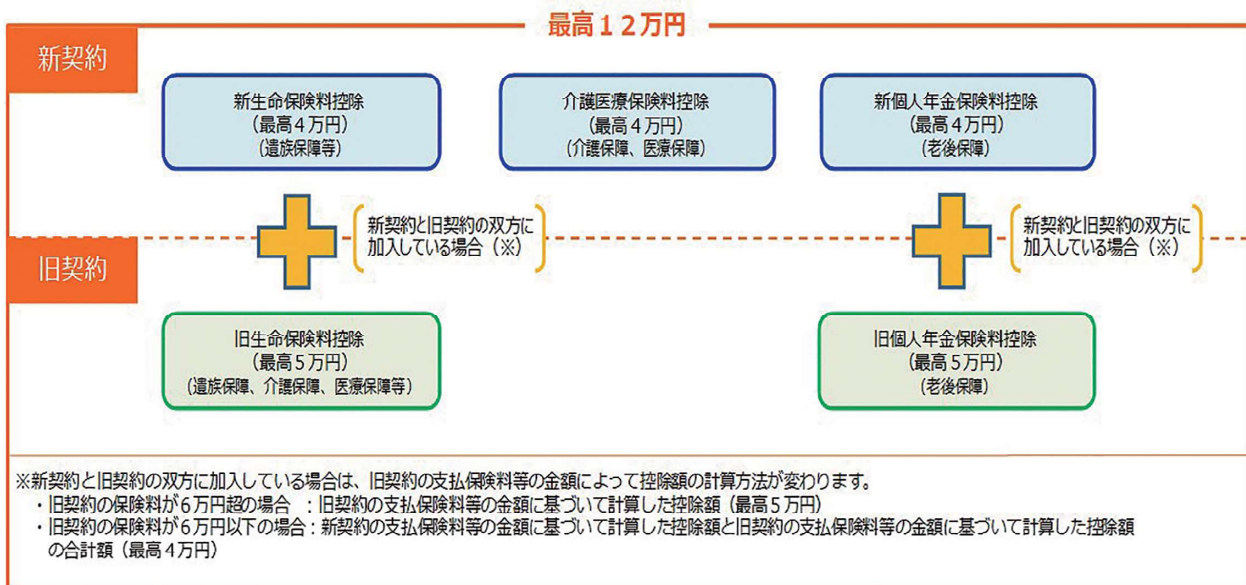 最高１２万円
新契約
新生命保険料控除
(最高４万円)
(遺族保障等)
介護医療保険料控除
(最高４万円)
(介護保障、医療保障)
新個人年金保険料控除
(最高４万円)
(老後保障)
新契約と旧契約の双方に
加入している場合（※）
新契約と旧契約の双方に
加入している場合（※）
旧契約
旧生命保険料控除
(最高５万円)
(遺族保障、介護保障、医療保障等)
旧個人年金保険料控除
(最高５万円)
(老後保障)
※新契約と旧契約の双方に加入している場合は、旧契約の支払保険料等の金額によって控除額の計算方法が変わります。
・旧契約の保険料が６万円超の場合　：旧契約の支払保険料等の金額に基づいて計算した控除額（最高５万円）
・旧契約の保険料が６万円以下の場合：新契約の支払保険料等の金額に基づいて計算した控除額と旧契約の支払保険料等の金額に基づいて計算した控除額
の合計額（最高４万円）